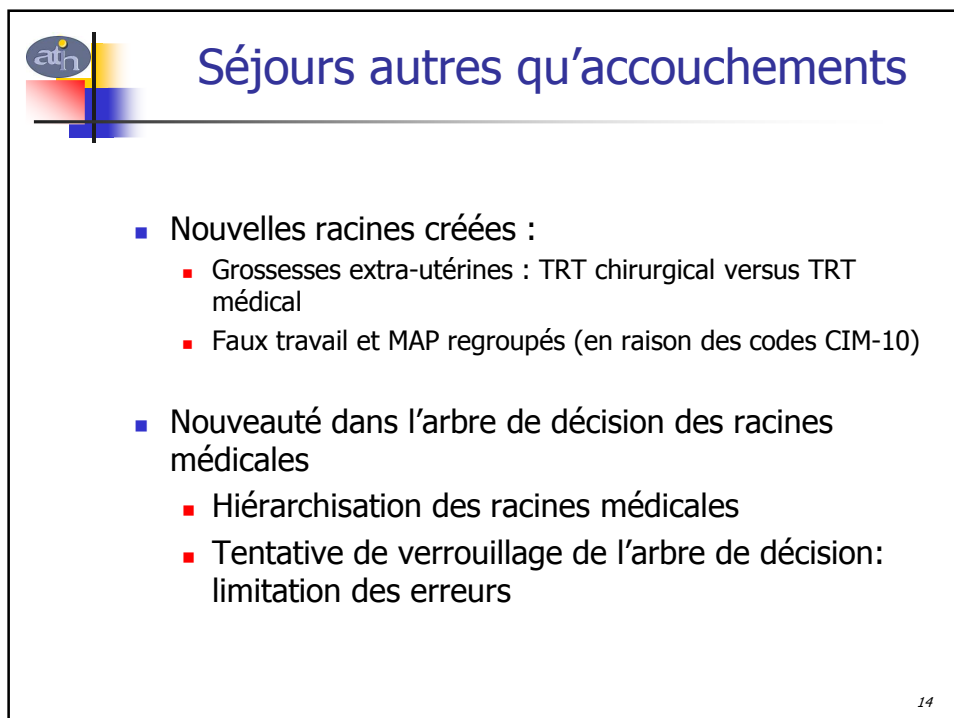 atih
Séjours autres qu’accouchements
▪ Nouvelles racines créées :
▪ Grossesses extra-utérines : TRT chirurgical versus TRT
médical
▪ Faux travail et MAP regroupés (en raison des codes CIM-10)
▪ Nouveauté dans l’arbre de décision des racines
médicales
▪ Hiérarchisation des racines médicales
▪ Tentative de verrouillage de l’arbre de décision:
limitation des erreurs
14